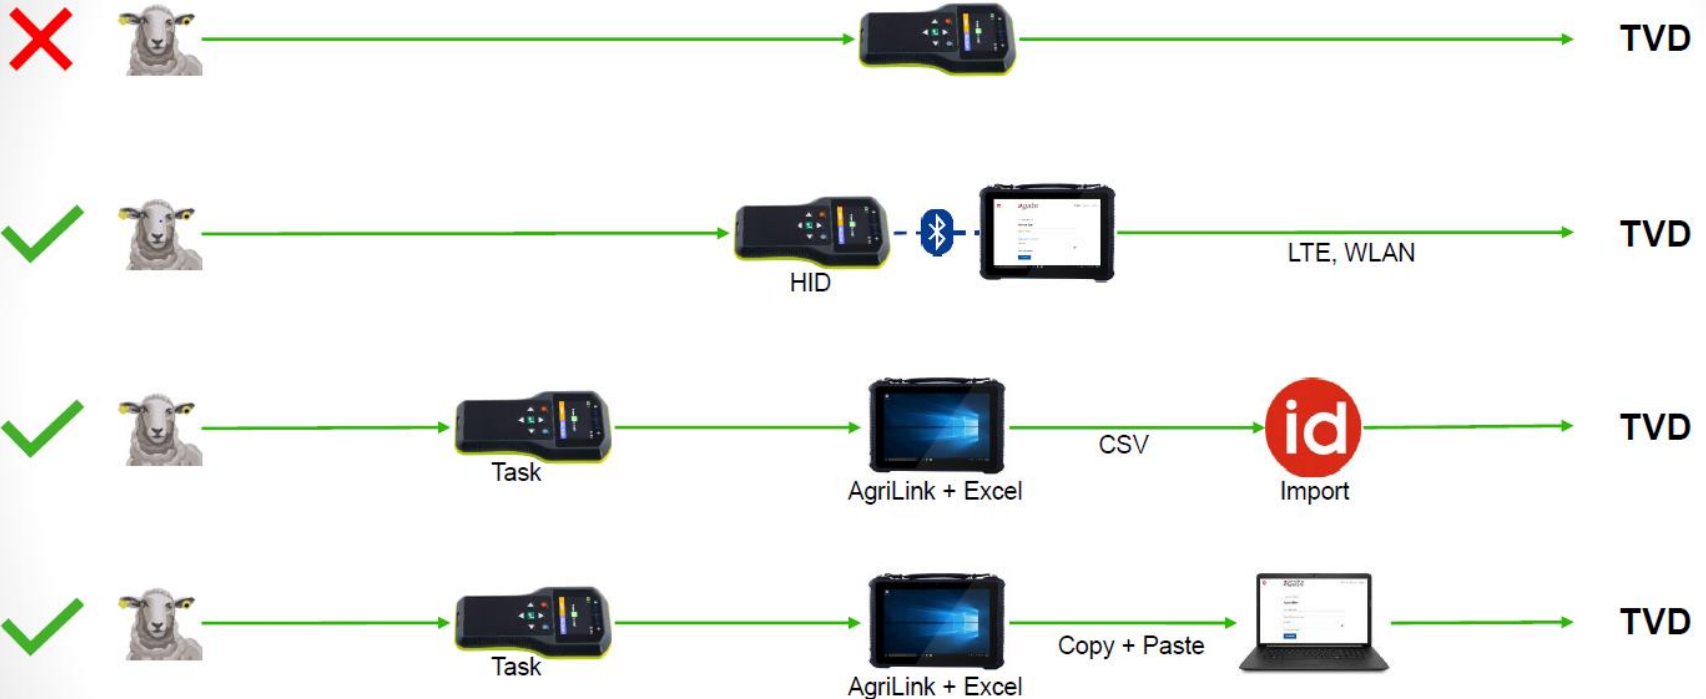 TVD
TVD
LTE, WLAN
HID
id
TVD
CSV
Task
AgriLink + Excel
Import
TVD
Copy + Paste
Task
AgriLink + Excel